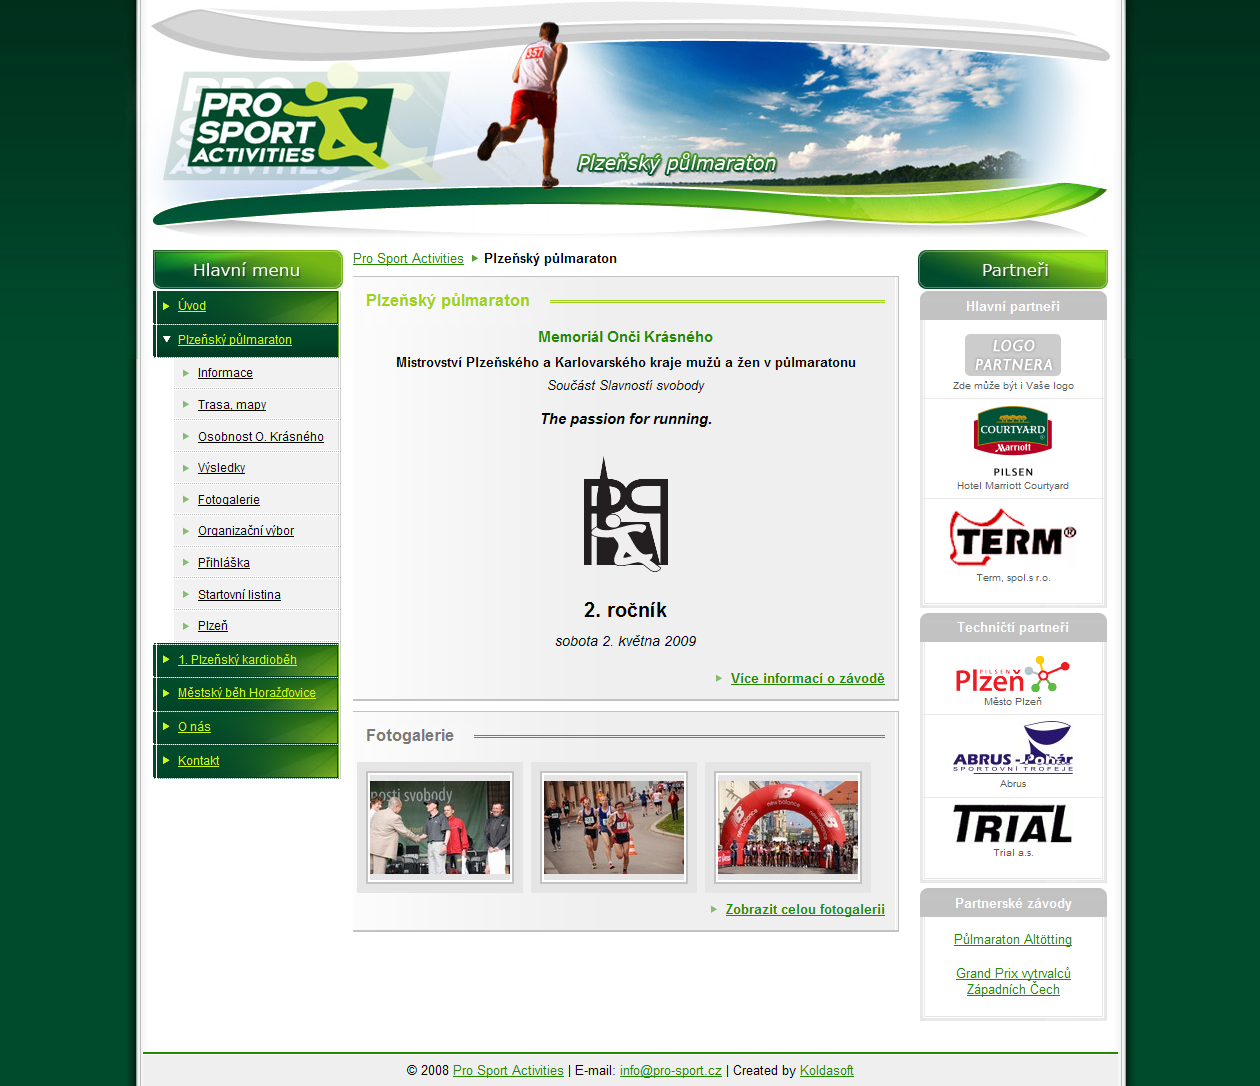 357
PRO
SPORT
ACTIVITIES
Plzeňský půlmaraton
Hlavní menu
Úvod
Plzeňský půlmaraton
Informace
Trasa, mapy
Osobnost O. Krásného
Výsledky
Fotogalerie
Organizační výbor
Přihláška
Startovní listina
Plzeň
1. Plzeňský kardioběh
Městský běh Horažďovice
O nás
Kontakt
Pro Sport Activities Plzeňský půlmaraton
Plzeňský půlmaraton
Memoriál Onči Krásného
Mistrovství Plzeňského a Karlovarského kraje mužů a žen v půlmaratonu
Součást Slavností svobody
The passion for running.
2. ročník
sobota 2. května 2009
Více informací o závodě
Fotogalerie
nosti svobody
new balance
Zobrazit celou fotogalerii
Partneři
Hlavní partneři
LOGO
PARTNERA
Zde může být i Vaše logo
COURTYARD
Marriott
PILSEN
Hotel Marriott Courtyard
TERM®
Term, spol.s r.o.
Techničtí partneři
PILSEN
Plzeň
Město Plzeň
ABRUS - Pohár
SPORTOVNÍ TROFEJE
Abrus
TRIAL
Trial a.s.
Partnerské závody
Půlmaraton Altötting
Grand Prix vytrvalců
Západních Čech
© 2008 Pro Sport Activities | E-mail: info@pro-sport.cz | Created by Koldasoft